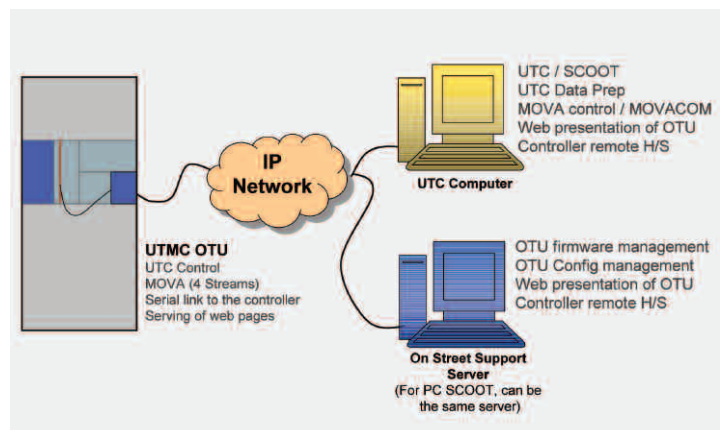 UTMC OTU
UTC Control
MOVA (4 Streams)
Serial link to the controller
Serving of web pages
IP
Network
UTC / SCOOT
UTC Data Prep
MOVA control / MOVACOM
Web presentation of OTU
Controller remote H/S
UTC Computer
OTU firmware management
OTU Config management
Web presentation of OTU
Controller remote H/S
On Street Support
Server
(For PC SCOOT, can be
the same server)